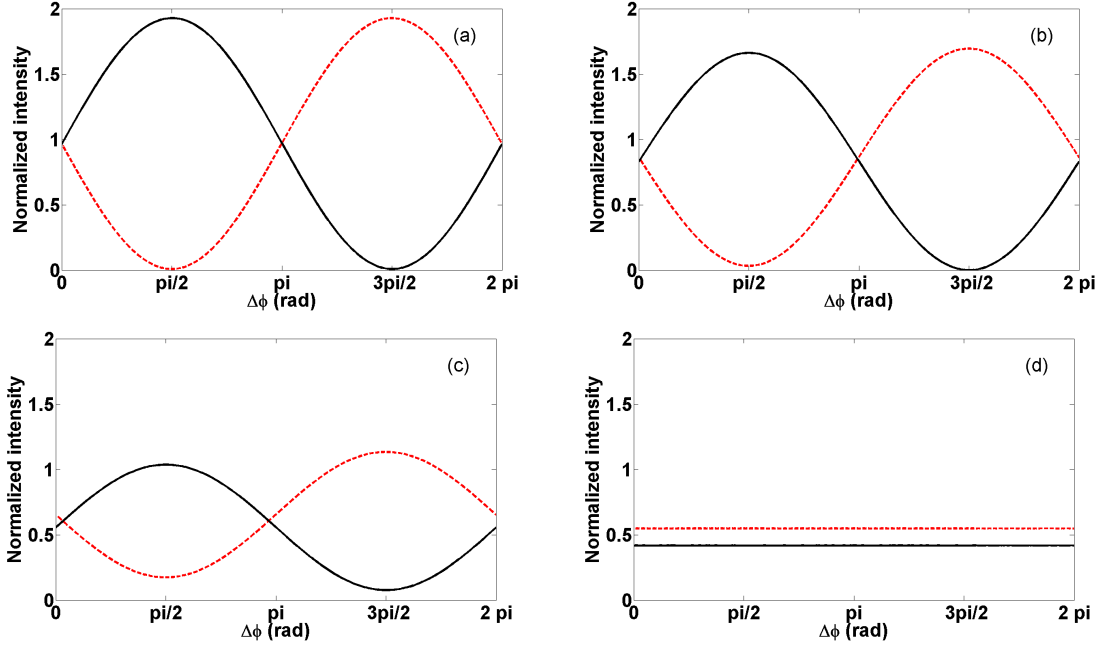 (a)
Normalized intensity
2
1.5
1
0.5
0
0 pi/2 pi 3pi/2 2 pi
Δϕ (rad)
(b)
Normalized intensity
2
1.5
1
0.5
0
0 pi/2 pi 3pi/2 2 pi
Δϕ (rad)
(c)
Normalized intensity
2
1.5
1
0.5
0
0 pi/2 pi 3pi/2 2 pi
Δϕ (rad)
(d)
Normalized intensity
2
1.5
1
0.5
0
0 pi/2 pi 3pi/2 2 pi
Δϕ (rad)